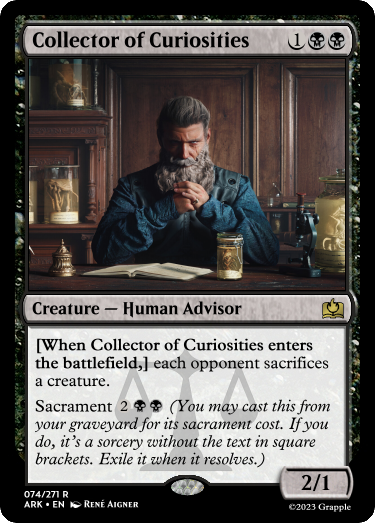 Collector of Curiosities 1
Creature — Human Advisor
[When Collector of Curiosities enters
the battlefield,] each opponent sacrifices
a creature.
Sacrament 2 (You may cast this from
your graveyard for its sacrament cost. If you
do, it's a sorcery without the text in square
brackets. Exile it when it resolves.)
2/1
074/271 R
ARK • EN RENÉ AIGNER
©2023 Grapple